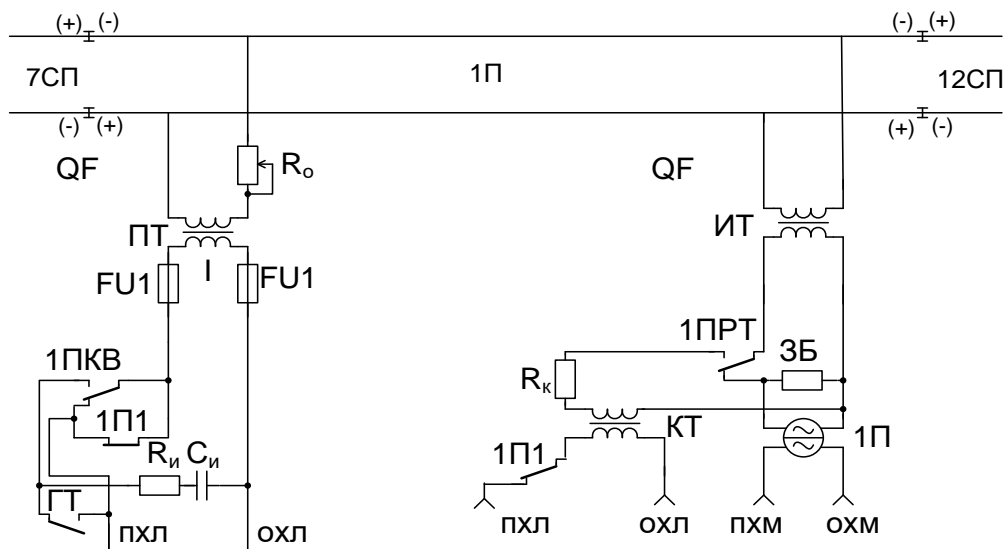 (+) (-)
(-) (+)
7СП
1П
12СП
(-) (+)
(+) (-)
QF
Rо
QF
ПТ
ИТ
FU1
I
FU1
1ПРТ
ЗБ
1ПКВ
Rк
1П1
КТ
1П
Rи Cи
1П1
ГТ
ПХЛ
ОХЛ
ПХЛ
ОХЛ
ПХМ
ОХМ